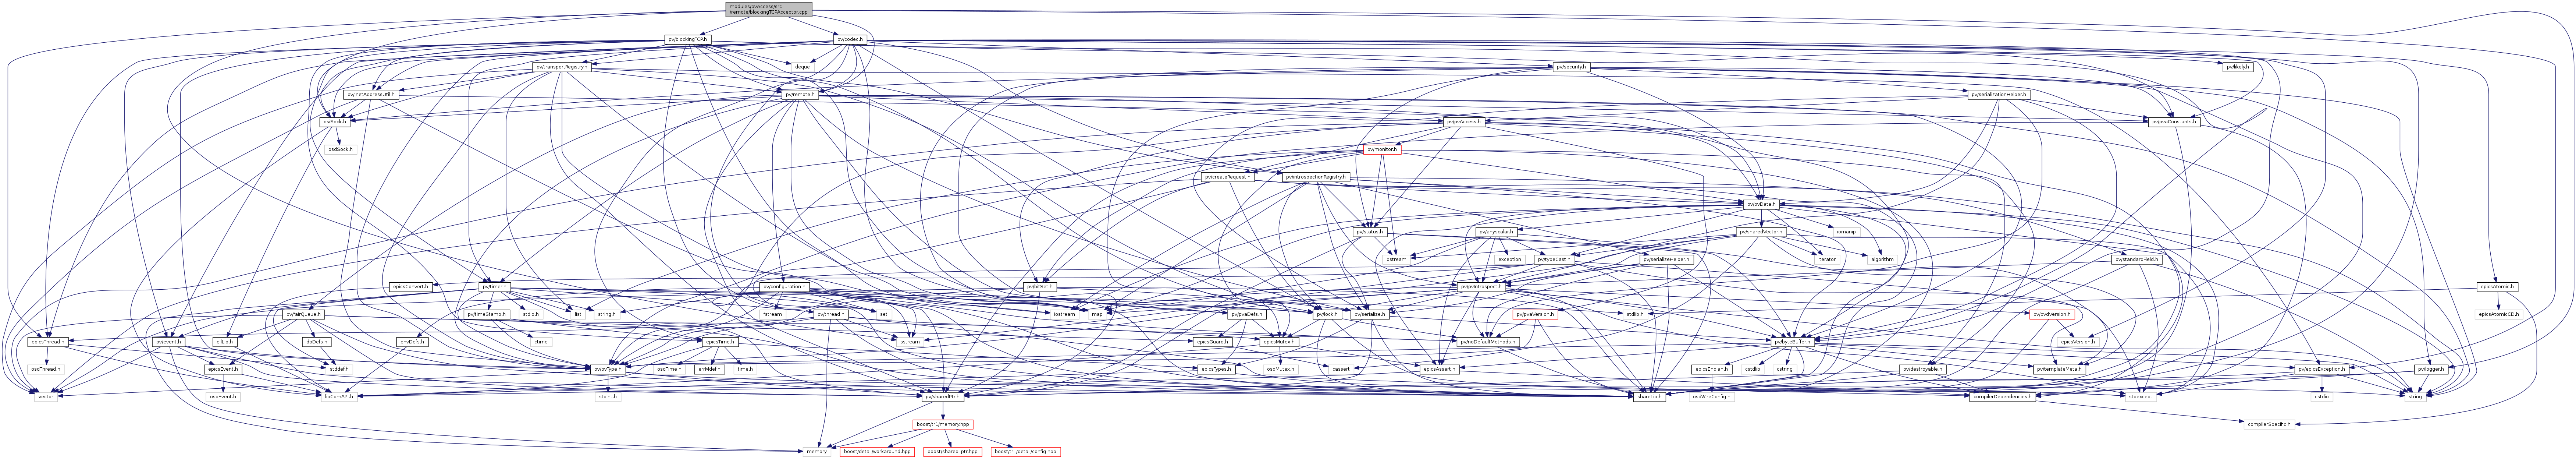 modules/pvAccess/src
/remote/blockingTCPAcceptor.cpp
pv/blockingTCP.h
pv/codec.h
deque
pv/transportRegistry.h
pv/security.h
pv/likely.h
pv/inetAddressUtil.h
pv/remote.h
pv/serializationHelper.h
osiSock.h
pv/pvAccess.h
pv/pvaConstants.h
osdSock.h
pv/monitor.h
pv/createRequest.h
pv/introspectionRegistry.h
pv/pvData.h
pv/status.h
pv/anyscalar.h
pv/sharedVector.h
iomanip
ostream
exception
pv/typeCast.h
pv/serializeHelper.h
iterator
algorithm
pv/standardField.h
epicsConvert.h
pv/timer.h
pv/configuration.h
pv/bitSet.h
pv/pvIntrospect.h
epicsAtomic.h
pv/fairQueue.h
pv/timeStamp.h
stdio.h
list
string.h
pv/thread.h
fstream
set
iostream
map
pv/pvaDefs.h
pv/lock.h
pv/serialize.h
pv/pvaVersion.h
stdlib.h
pv/pvdVersion.h
epicsAtomicCD.h
epicsThread.h
pv/event.h
ellLib.h
dbDefs.h
ctime
envDefs.h
epicsTime.h
sstream
epicsGuard.h
epicsMutex.h
pv/noDefaultMethods.h
pv/byteBuffer.h
epicsVersion.h
osdThread.h
epicsEvent.h
stddef.h
pv/pvType.h
osdTime.h
errMdef.h
time.h
epicsTypes.h
osdMutex.h
cassert
epicsAssert.h
epicsEndian.h
cstdlib
cstring
pv/destroyable.h
pv/templateMeta.h
pv/epicsException.h
pv/logger.h
vector
osdEvent.h
libComAPI.h
stdint.h
pv/sharedPtr.h
shareLib.h
osdWireConfig.h
compilerDependencies.h
stdexcept
cstdio
string
boost/tr1/memory.hpp
compilerSpecific.h
memory
boost/detail/workaround.hpp
boost/shared_ptr.hpp
boost/tr1/detail/config.hpp